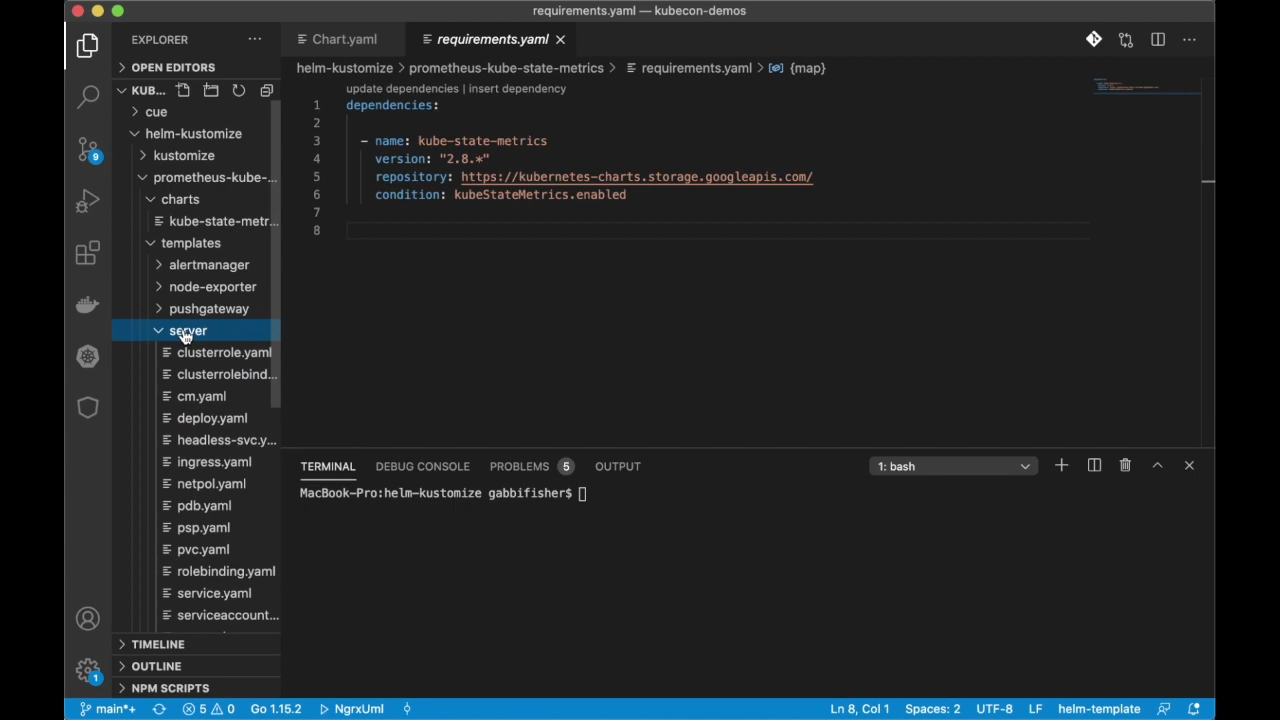 requirements.yaml — kubecon-demos
EXPLORER
Chart.yaml
requirements.yaml
OPEN EDITORS
helm-kustomize > prometheus-kube-state-metrics > requirements.yaml > {map}
KUB...
update dependencies | insert dependency
cue
1 dependencies:
helm-kustomize
2
3 - name: kube-state-metrics
kustomize
4 version: "2.8.*"
prometheus-kube-...
5 repository: https://kubernetes-charts.storage.googleapis.com/
charts
6 condition: kubeStateMetrics.enabled
7
kube-state-metr...
8
templates
alertmanager
node-exporter
pushgateway
server
clusterrole.yaml
clusterrolebind...
cm.yaml
deploy.yaml
headless-svc.y...
ingress.yaml
netpol.yaml
pdb.yaml
psp.yaml
pvc.yaml
rolebinding.yaml
service.yaml
serviceaccount...
TIMELINE
OUTLINE
NPM SCRIPTS
9
1
TERMINAL DEBUG CONSOLE PROBLEMS 5 OUTPUT
1: bash
MacBook-Pro:helm-kustomize gabbifisher$
main*+ 5 0 Go 1.15.2 NgrxUml
Ln 8, Col 1 Spaces: 2 UTF-8 LF helm-template